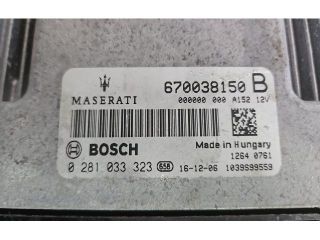 670038150 B
MASERATI
000000 000 A152 12V
BOSCH
Made in Hungary
1264 0761
0 281 033 323 65B 16-12-06 1039S99559